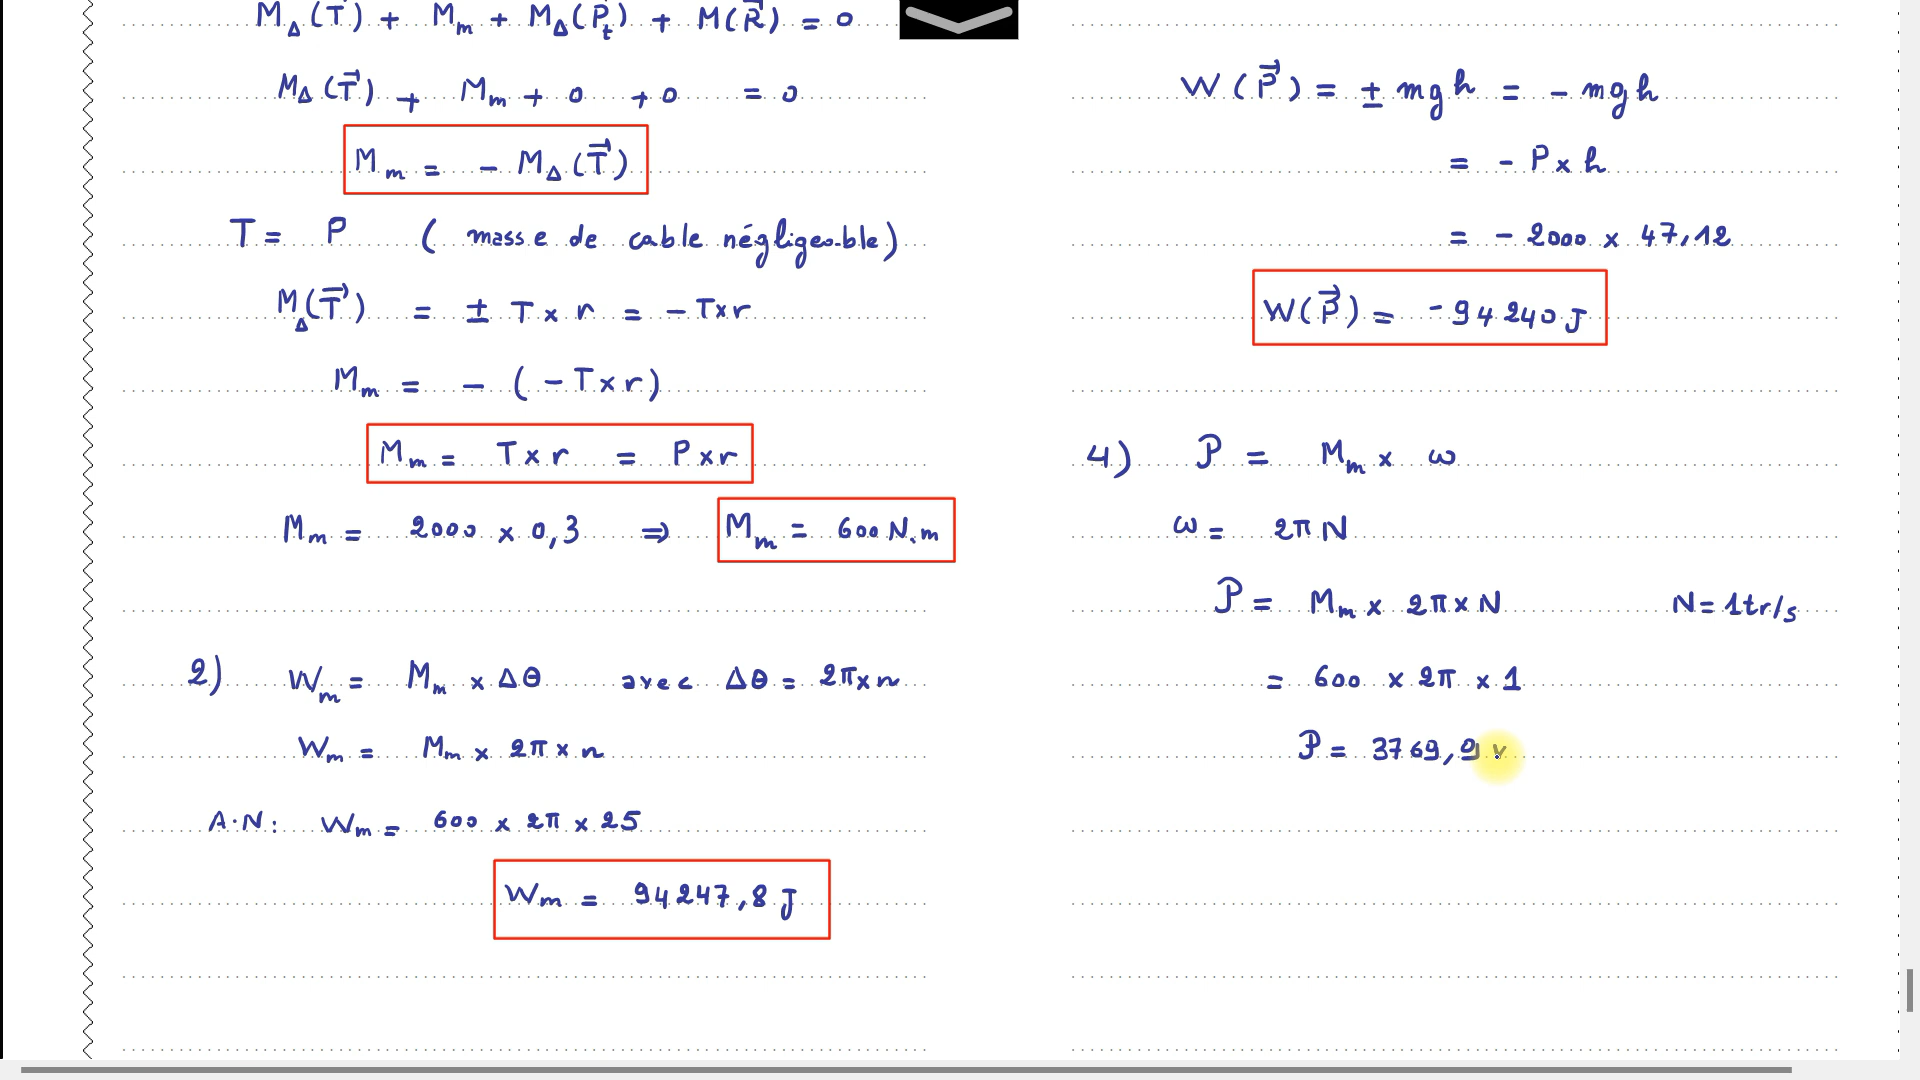 M_Δ(T⃗) + M_m + M_Δ(P⃗_t) + M(R⃗) = 0
M_Δ(T⃗) + M_m + 0 + 0 = 0
M_m = - M_Δ(T⃗)
T = P ( masse de cable négligeable)
M_Δ(T⃗) = ± T × r = - T×r
M_m = - ( - T × r )
M_m = T × r = P × r
M_m = 2000 × 0,3 ⇒ M_m = 600 N.m
2) W_m = M_m × Δθ avec Δθ = 2π×n
W_m = M_m × 2π × n
A.N: W_m = 600 × 2π × 25
W_m = 94247,8 J
W(P⃗) = ± mgh = - mgh
= - P × h
= - 2000 × 47,12
W(P⃗) = - 94240 J
4) P = M_m × ω
ω = 2π N
P = M_m × 2π × N N = 1tr/s
= 600 × 2π × 1
P = 3769,9